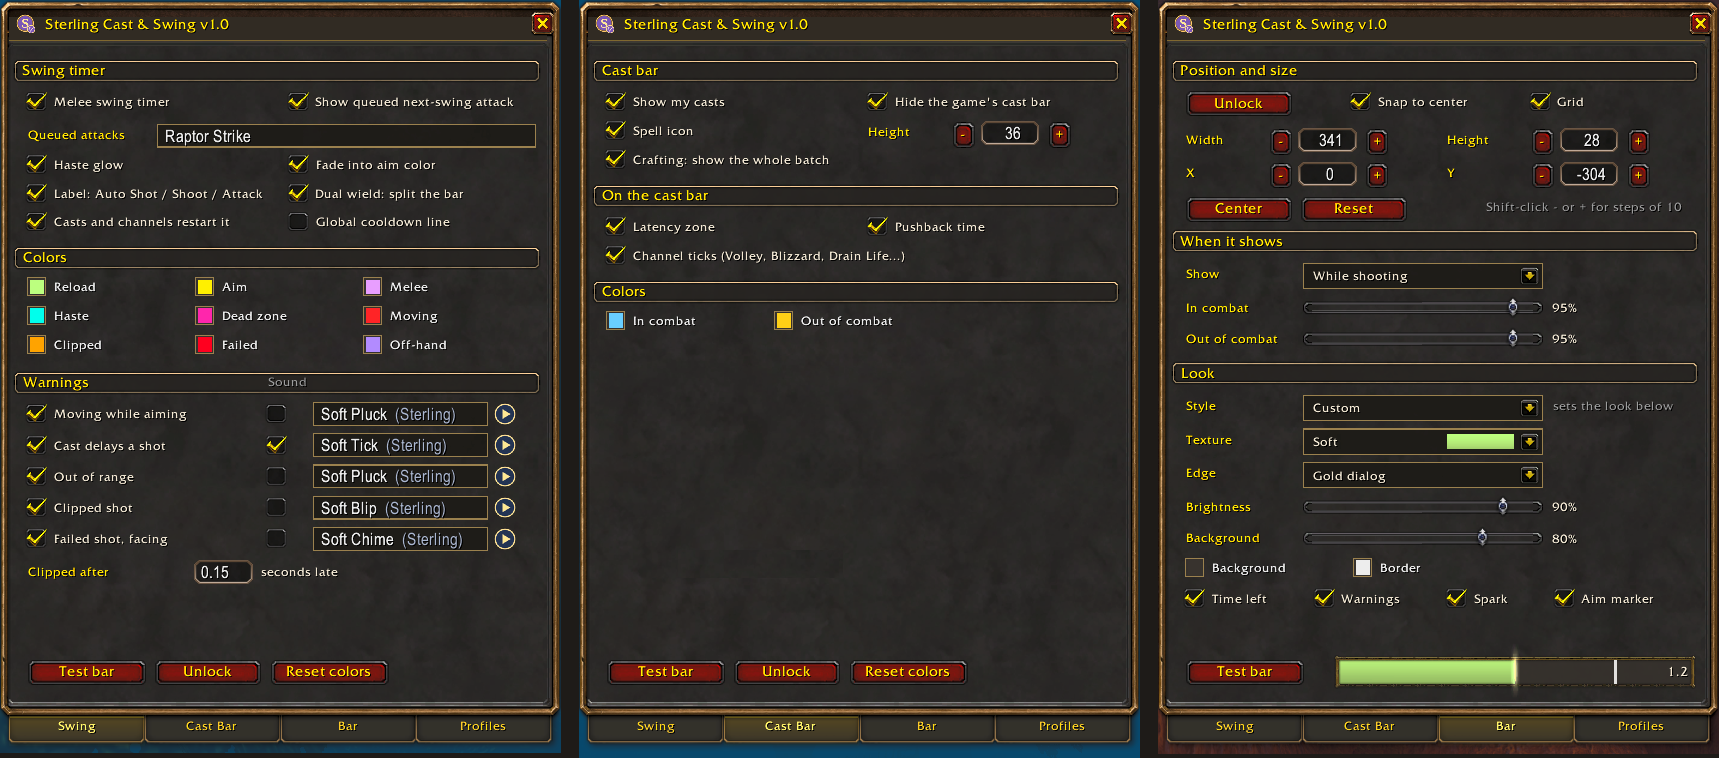 Sterling Cast & Swing v1.0
Swing timer
Melee swing timer
Show queued next-swing attack
Queued attacks
Raptor Strike
Haste glow
Fade into aim color
Label: Auto Shot / Shoot / Attack
Dual wield: split the bar
Casts and channels restart it
Global cooldown line
Colors
Reload
Aim
Melee
Haste
Dead zone
Moving
Clipped
Failed
Off-hand
Warnings
Sound
Moving while aiming
Soft Pluck (Sterling)
Cast delays a shot
Soft Tick (Sterling)
Out of range
Soft Pluck (Sterling)
Clipped shot
Soft Blip (Sterling)
Failed shot, facing
Soft Chime (Sterling)
Clipped after
0.15
seconds late
Test bar
Unlock
Reset colors
Swing
Cast Bar
Bar
Profiles
Sterling Cast & Swing v1.0
Cast bar
Show my casts
Hide the game's cast bar
Spell icon
Height
-
36
+
Crafting: show the whole batch
On the cast bar
Latency zone
Pushback time
Channel ticks (Volley, Blizzard, Drain Life...)
Colors
In combat
Out of combat
Test bar
Unlock
Reset colors
Swing
Cast Bar
Bar
Profiles
Sterling Cast & Swing v1.0
Position and size
Unlock
Snap to center
Grid
Width
-
341
+
Height
-
28
+
X
-
0
+
Y
-
-304
+
Center
Reset
Shift-click - or + for steps of 10
When it shows
Show
While shooting
In combat
95%
Out of combat
95%
Look
Style
Custom
sets the look below
Texture
Soft
Edge
Gold dialog
Brightness
90%
Background
80%
Background
Border
Time left
Warnings
Spark
Aim marker
Test bar
1.2
Swing
Cast Bar
Bar
Profiles